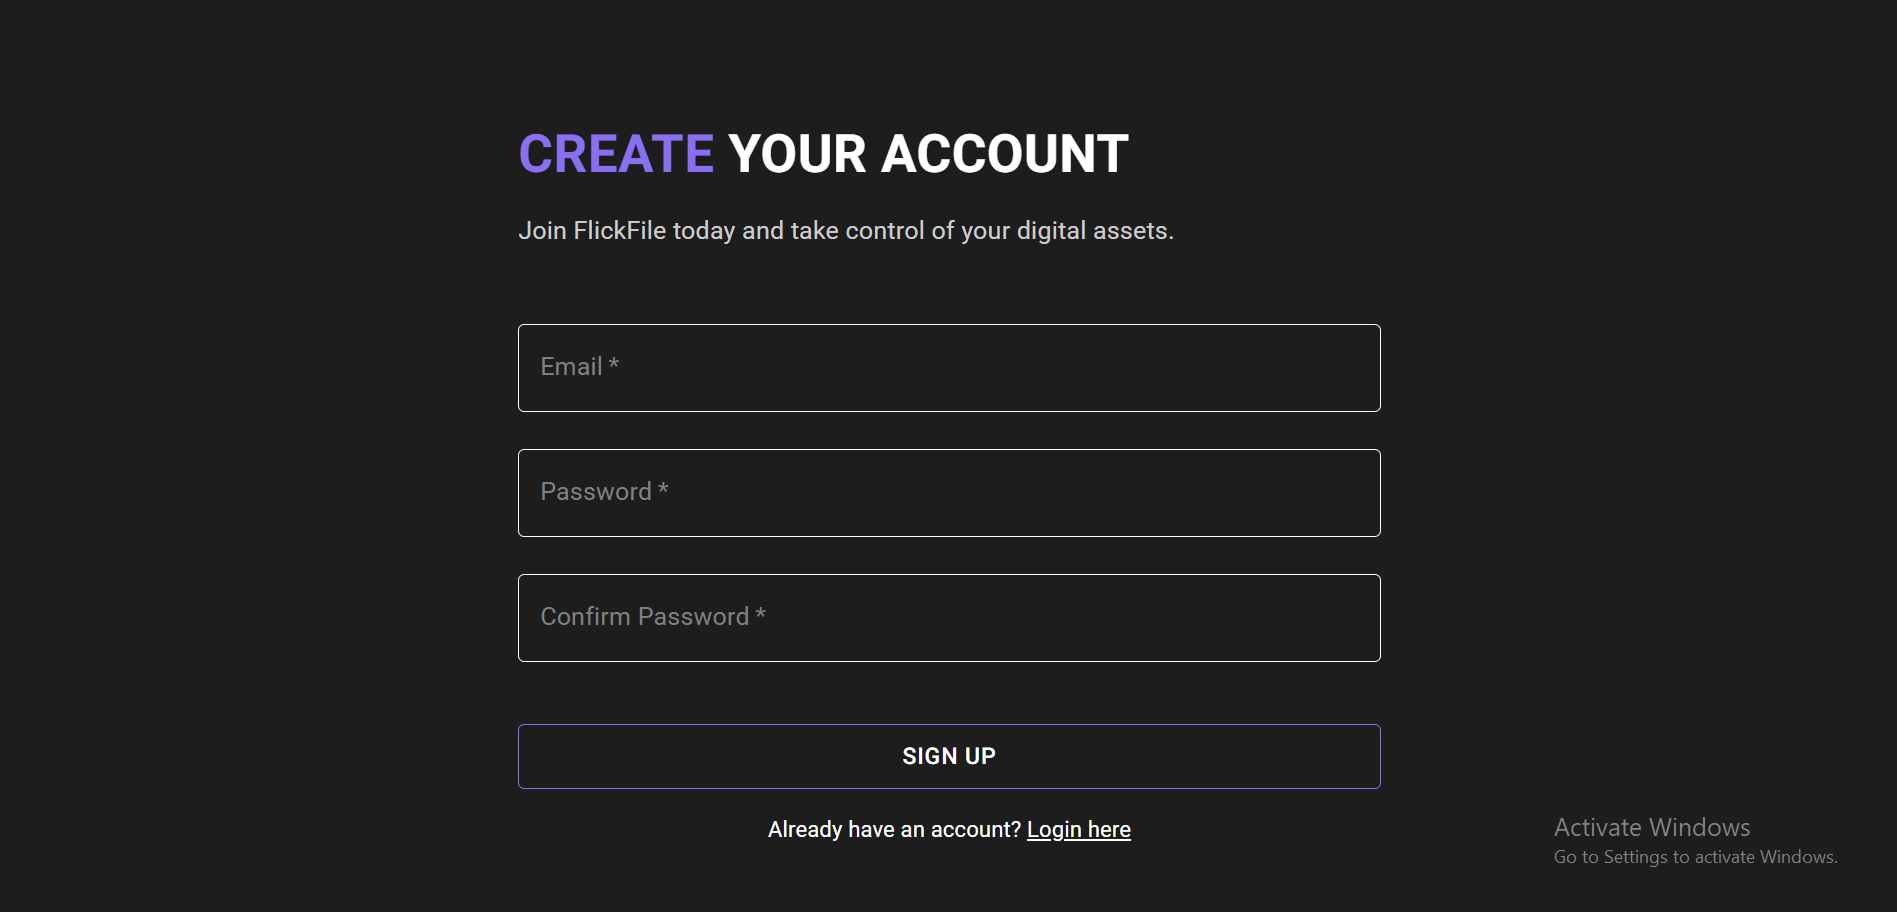 CREATE YOUR ACCOUNT
Join FlickFile today and take control of your digital assets.
Email *
Password *
Confirm Password *
SIGN UP
Already have an account? Login here
Activate Windows
Go to Settings to activate Windows.